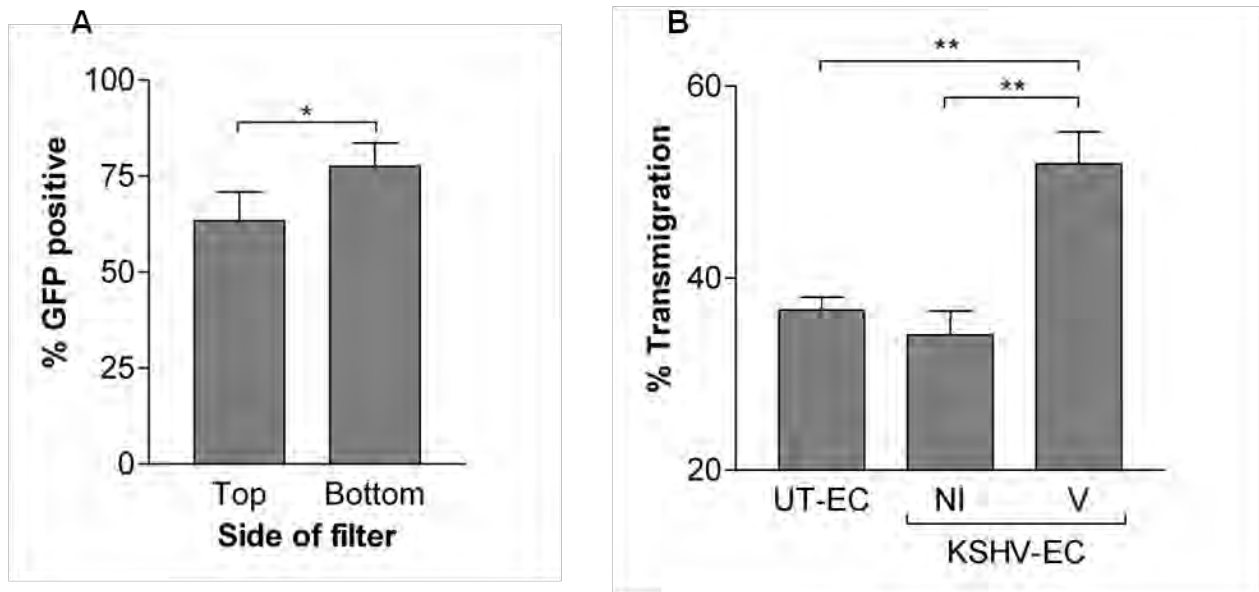 A
% GFP positive
100
75
50
25
0
*
Top Bottom
Side of filter
B
% Transmigration
60
40
20
**
**
UT-EC NI V
KSHV-EC